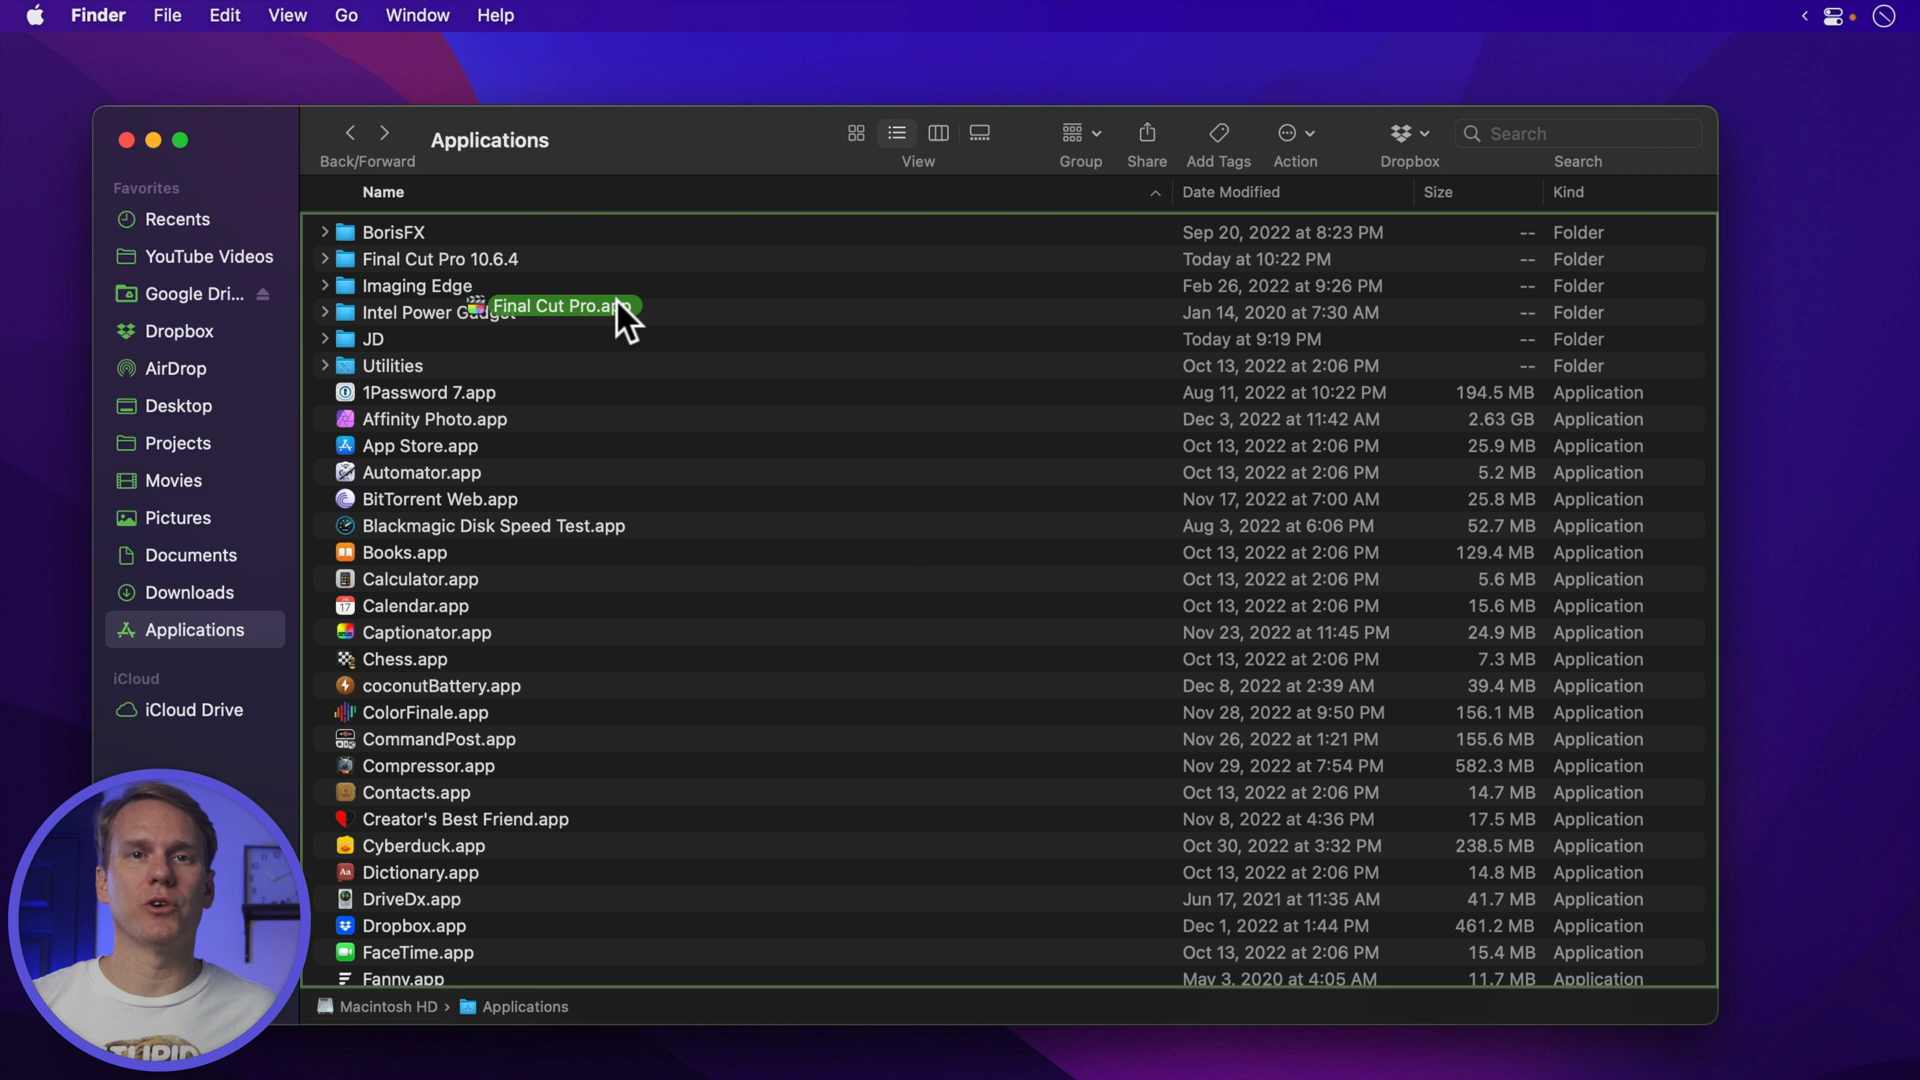 Finder File Edit View Go Window Help
Applications
Back/Forward
View
Group
Share
Add Tags
Action
Dropbox
Search
Search
Favorites
Recents
YouTube Videos
Google Dri...
Dropbox
AirDrop
Desktop
Projects
Movies
Pictures
Documents
Downloads
Applications
iCloud
iCloud Drive
Name Date Modified Size Kind
BorisFX Sep 20, 2022 at 8:23 PM -- Folder
Final Cut Pro 10.6.4 Today at 10:22 PM -- Folder
Imaging Edge Feb 26, 2022 at 9:26 PM -- Folder
Final Cut Pro.app
Intel Power Gadget Jan 14, 2020 at 7:30 AM -- Folder
JD Today at 9:19 PM -- Folder
Utilities Oct 13, 2022 at 2:06 PM -- Folder
1Password 7.app Aug 11, 2022 at 10:22 PM 194.5 MB Application
Affinity Photo.app Dec 3, 2022 at 11:42 AM 2.63 GB Application
App Store.app Oct 13, 2022 at 2:06 PM 25.9 MB Application
Automator.app Oct 13, 2022 at 2:06 PM 5.2 MB Application
BitTorrent Web.app Nov 17, 2022 at 7:00 AM 25.8 MB Application
Blackmagic Disk Speed Test.app Aug 3, 2022 at 6:06 PM 52.7 MB Application
Books.app Oct 13, 2022 at 2:06 PM 129.4 MB Application
Calculator.app Oct 13, 2022 at 2:06 PM 5.6 MB Application
Calendar.app Oct 13, 2022 at 2:06 PM 15.6 MB Application
Captionator.app Nov 23, 2022 at 11:45 PM 24.9 MB Application
Chess.app Oct 13, 2022 at 2:06 PM 7.3 MB Application
coconutBattery.app Dec 8, 2022 at 2:39 AM 39.4 MB Application
ColorFinale.app Nov 28, 2022 at 9:50 PM 156.1 MB Application
CommandPost.app Nov 26, 2022 at 1:21 PM 155.6 MB Application
Compressor.app Nov 29, 2022 at 7:54 PM 582.3 MB Application
Contacts.app Oct 13, 2022 at 2:06 PM 14.7 MB Application
Creator's Best Friend.app Nov 8, 2022 at 4:36 PM 17.5 MB Application
Cyberduck.app Oct 30, 2022 at 3:32 PM 238.5 MB Application
Dictionary.app Oct 13, 2022 at 2:06 PM 14.8 MB Application
DriveDx.app Jun 17, 2021 at 11:35 AM 41.7 MB Application
Dropbox.app Dec 1, 2022 at 1:44 PM 461.2 MB Application
FaceTime.app Oct 13, 2022 at 2:06 PM 15.4 MB Application
Fanny.app May 3, 2020 at 4:05 AM 11.7 MB Application
Macintosh HD › Applications
STUPID